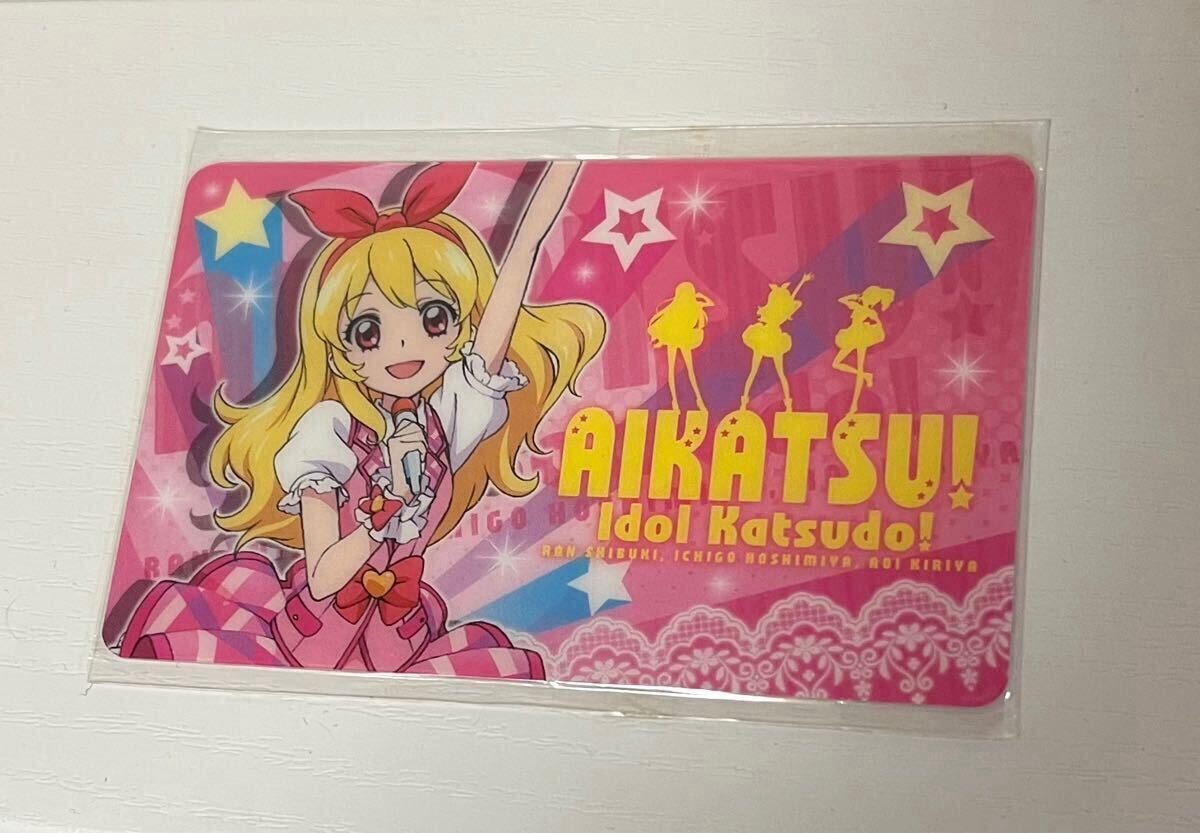 AIKATSU!
Idol Katsudo!
RAN SHIBUKI, ICHIGO HOSHIMIYA, AOI KIRIYA